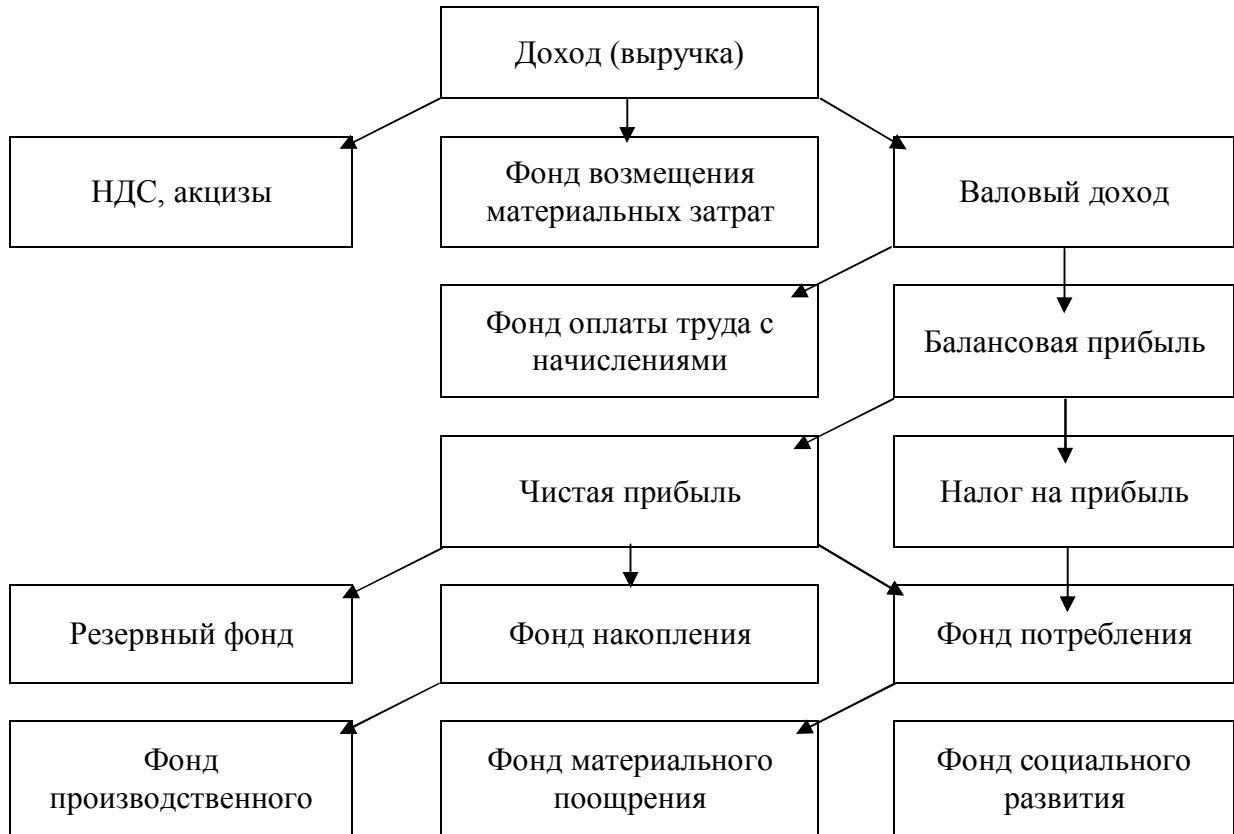 Доход (выручка)
НДС, акцизы
Фонд возмещения
материальных затрат
Валовый доход
Фонд оплаты труда с
начислениями
Балансовая прибыль
Чистая прибыль
Налог на прибыль
Резервный фонд
Фонд накопления
Фонд потребления
Фонд
производственного
Фонд материального
поощрения
Фонд социального
развития